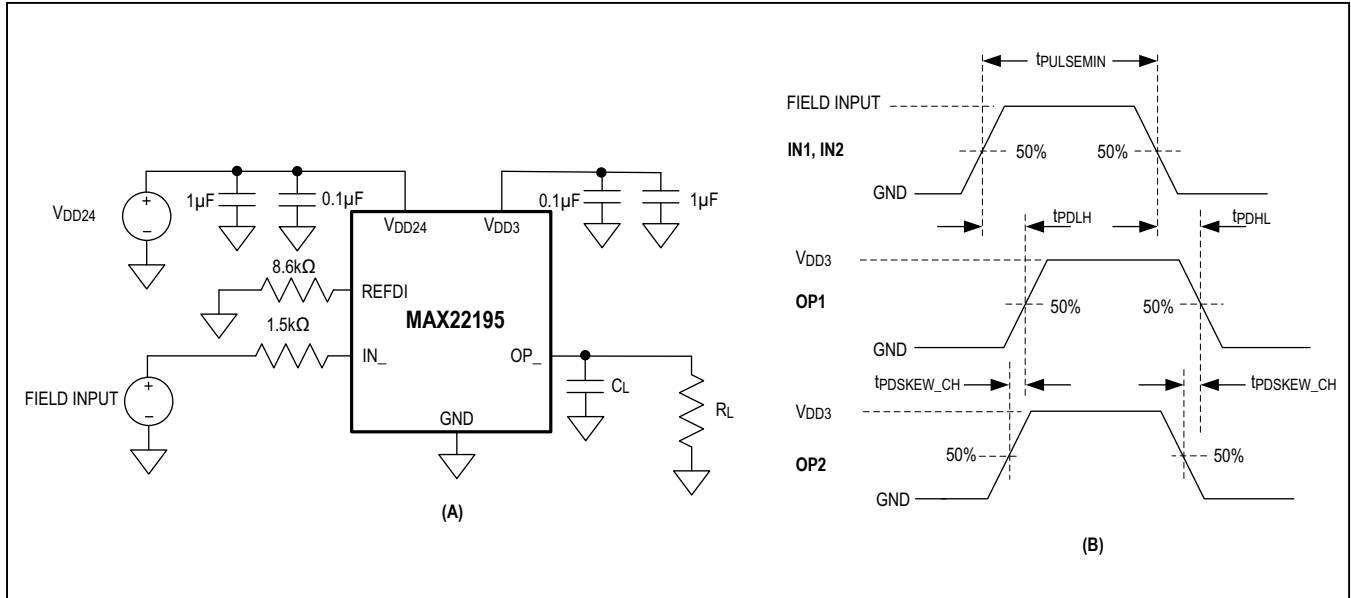 VDD24
1µF
0.1µF
0.1µF
1µF
VDD24
VDD3
8.6kΩ
REFDI
MAX22195
1.5kΩ
IN_
OP_
FIELD INPUT
CL
RL
GND
(A)
tPULSEMIN
FIELD INPUT
IN1, IN2
50%
50%
GND
tPDLH
tPDHL
VDD3
OP1
50%
50%
GND
tPDSKEW_CH
tPDSKEW_CH
VDD3
OP2
50%
50%
GND
(B)